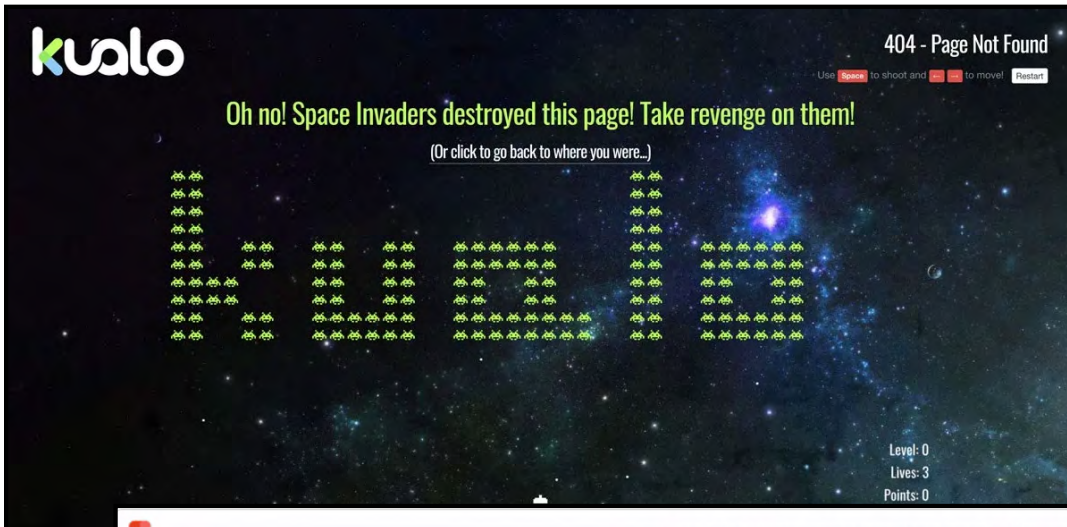 kualo
404 - Page Not Found
Use Space to shoot and ← → to move! Restart
Oh no! Space Invaders destroyed this page! Take revenge on them!
(Or click to go back to where you were...)
kualo
Level: 0
Lives: 3
Points: 0